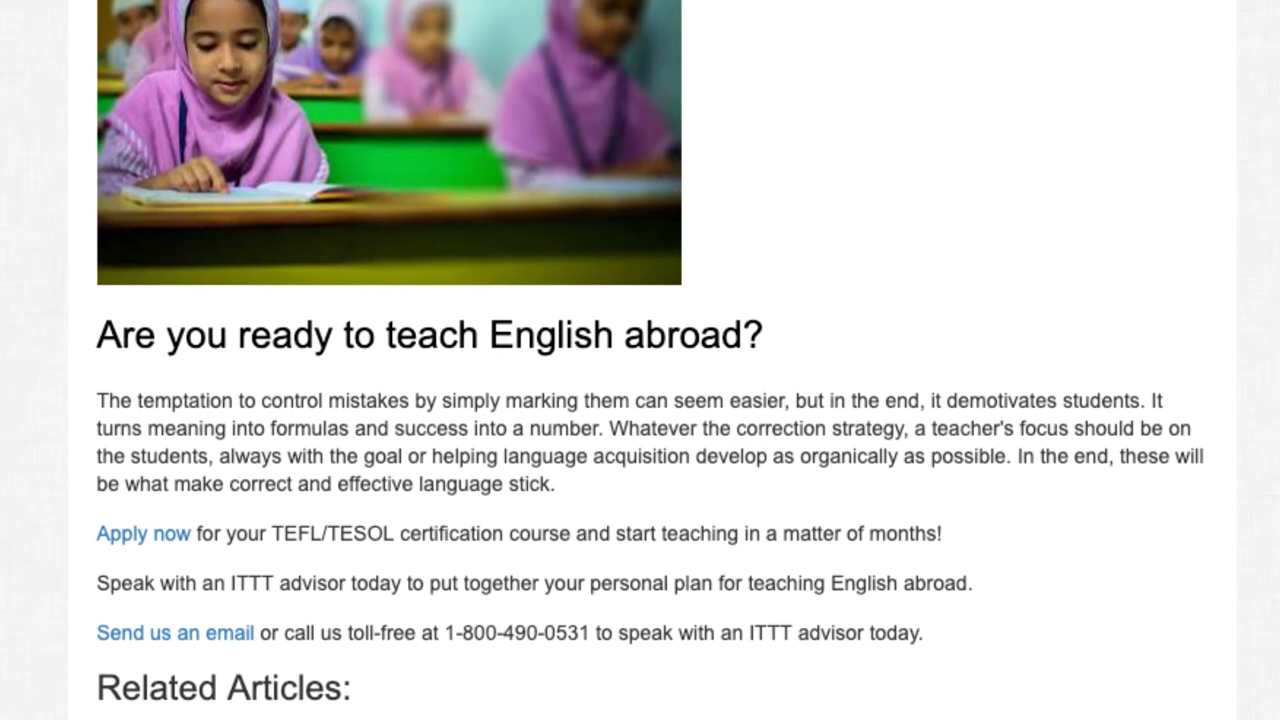 Are you ready to teach English abroad?
The temptation to control mistakes by simply marking them can seem easier, but in the end, it demotivates students. It
turns meaning into formulas and success into a number. Whatever the correction strategy, a teacher's focus should be on
the students, always with the goal or helping language acquisition develop as organically as possible. In the end, these will
be what make correct and effective language stick.
Apply now for your TEFL/TESOL certification course and start teaching in a matter of months!
Speak with an ITTT advisor today to put together your personal plan for teaching English abroad.
Send us an email or call us toll-free at 1-800-490-0531 to speak with an ITTT advisor today.
Related Articles: